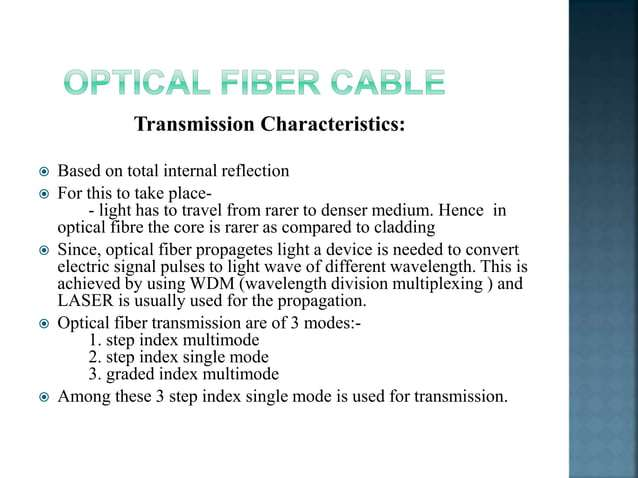 OPTICAL FIBER CABLE
Transmission Characteristics:
Based on total internal reflection
For this to take place-
- light has to travel from rarer to denser medium. Hence in
optical fibre the core is rarer as compared to cladding
Since, optical fiber propagetes light a device is needed to convert
electric signal pulses to light wave of different wavelength. This is
achieved by using WDM (wavelength division multiplexing ) and
LASER is usually used for the propagation.
Optical fiber transmission are of 3 modes:-
1. step index multimode
2. step index single mode
3. graded index multimode
Among these 3 step index single mode is used for transmission.